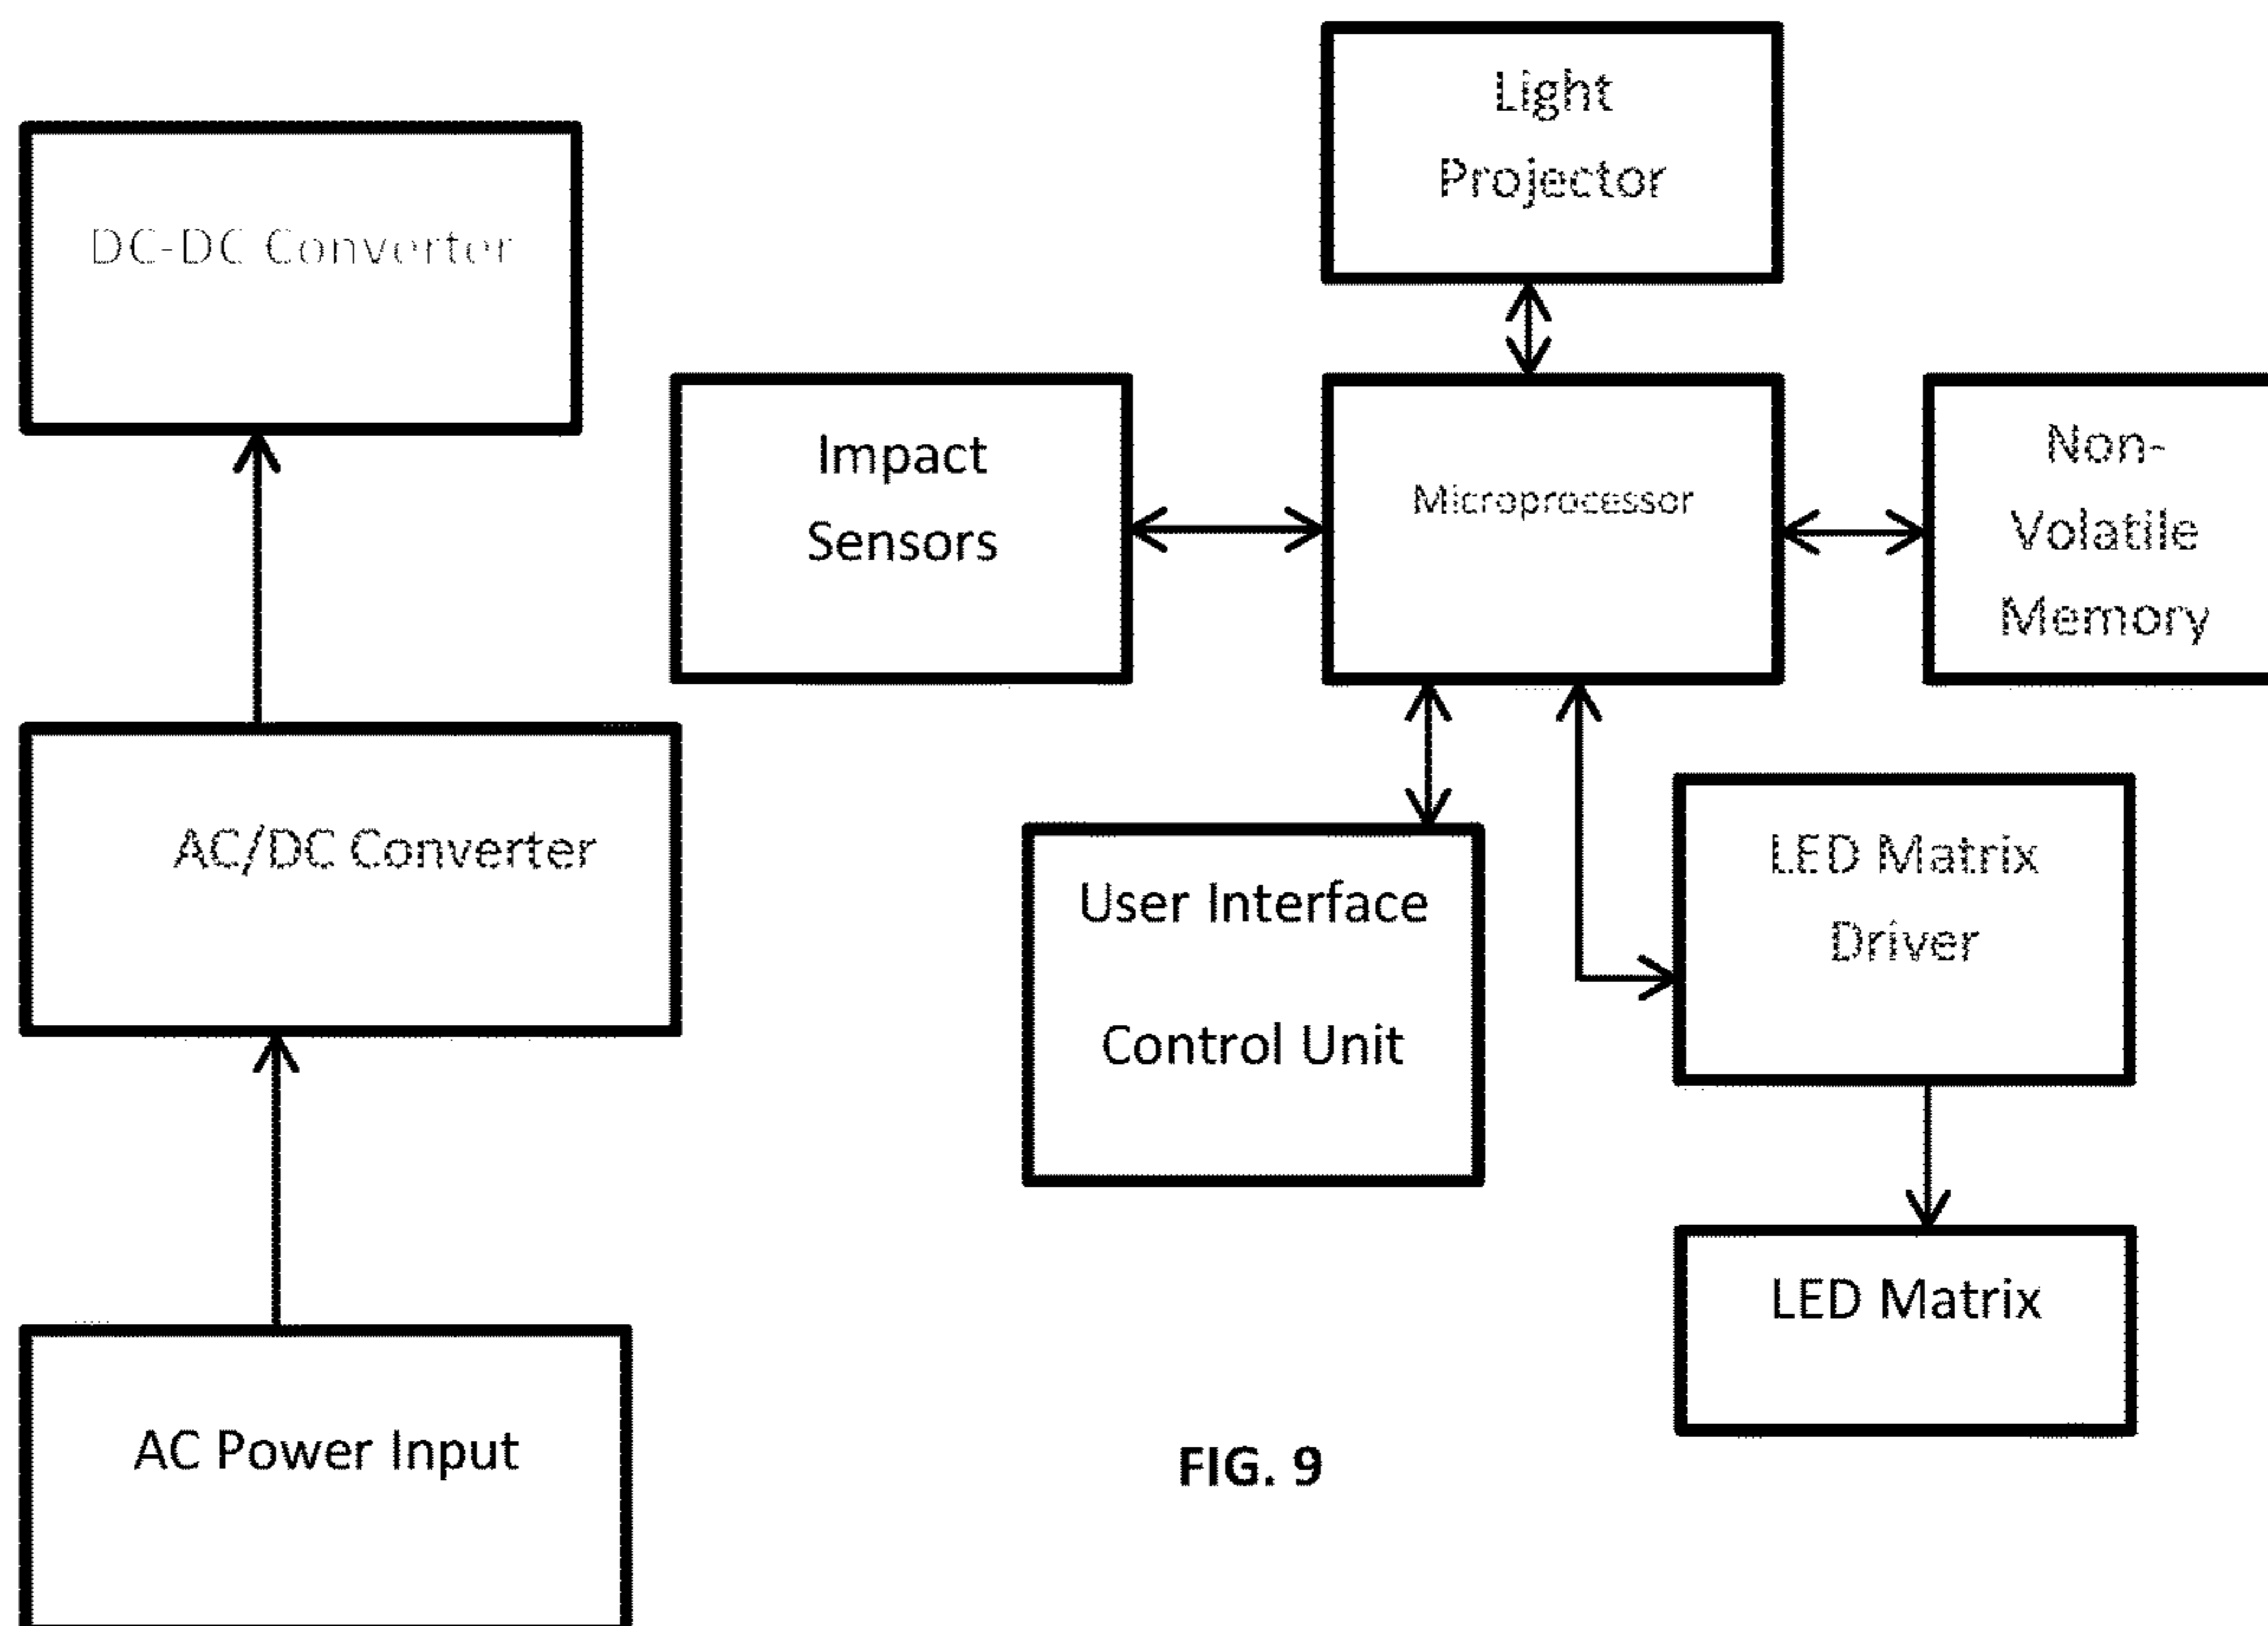 Light
Projector
DC-DC Converter
Impact
Sensors
Microprocessor
Non-
Volatile
Memory
AC/DC Converter
User Interface
Control Unit
LED Matrix
Driver
LED Matrix
AC Power Input
FIG. 9